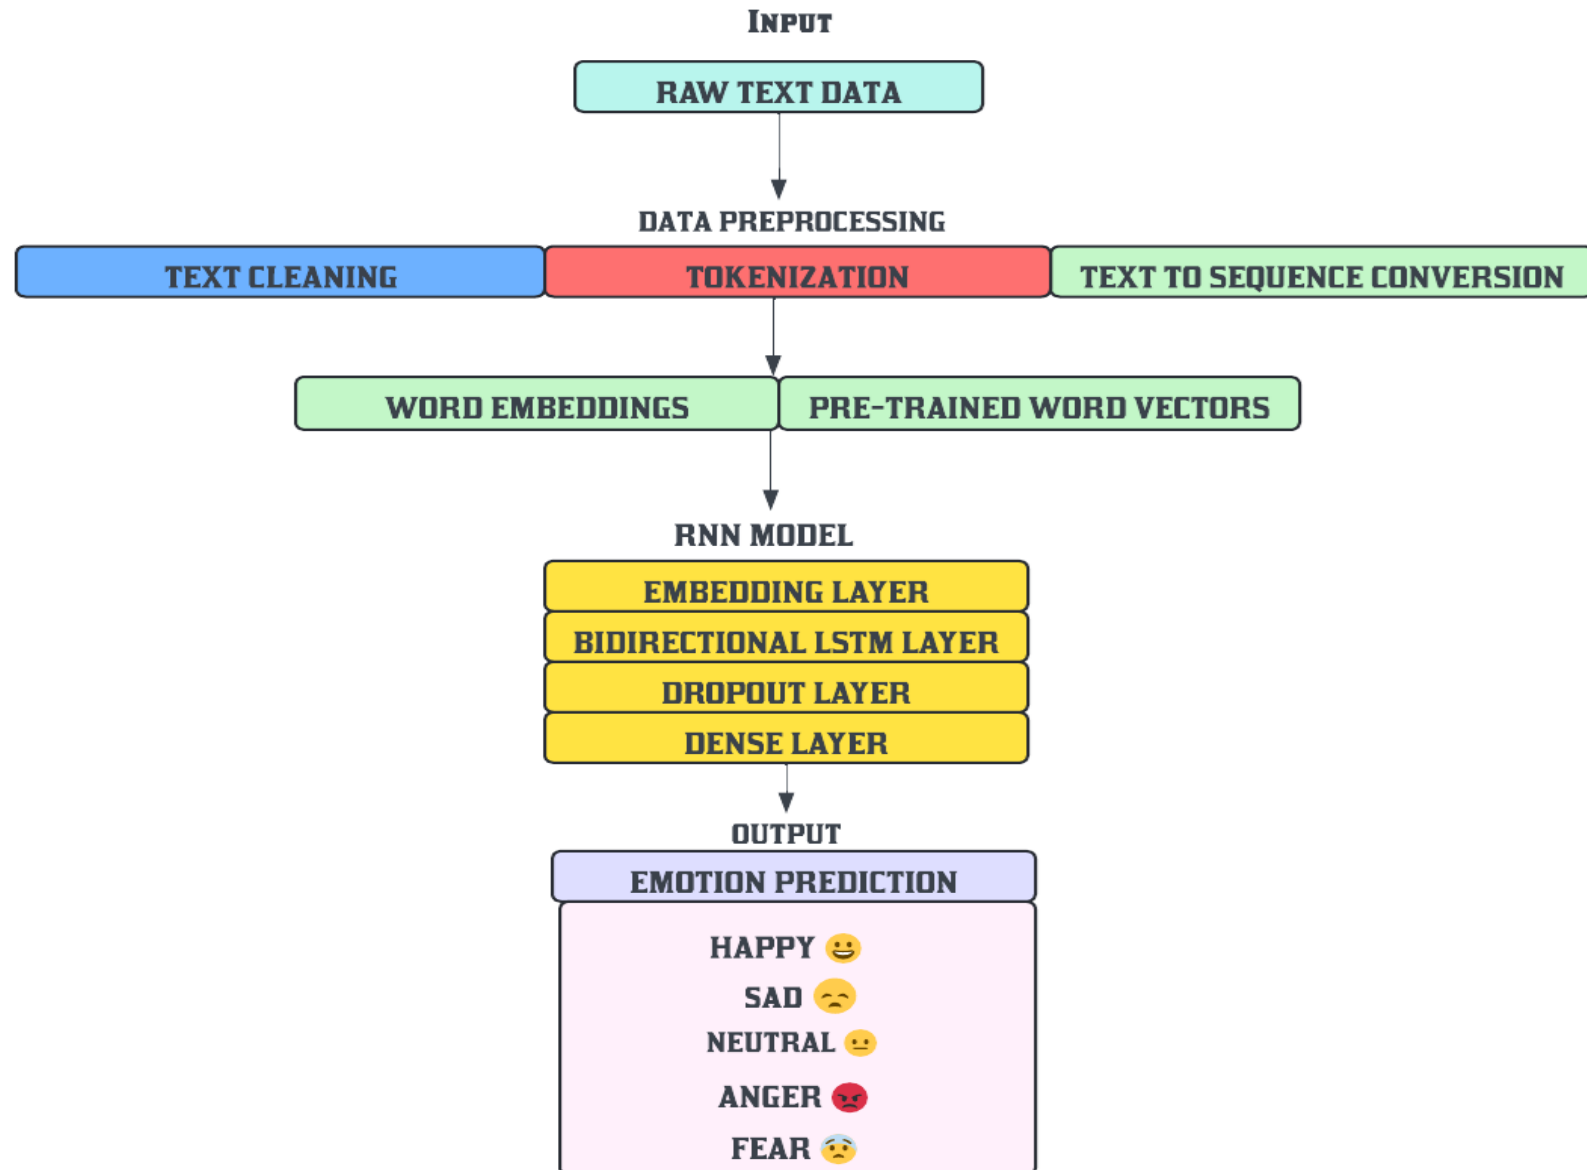 INPUT
RAW TEXT DATA
DATA PREPROCESSING
TEXT CLEANING
TOKENIZATION
TEXT TO SEQUENCE CONVERSION
WORD EMBEDDINGS
PRE-TRAINED WORD VECTORS
RNN MODEL
EMBEDDING LAYER
BIDIRECTIONAL LSTM LAYER
DROPOUT LAYER
DENSE LAYER
OUTPUT
EMOTION PREDICTION
HAPPY 😀
SAD 😞
NEUTRAL 😐
ANGER 😡
FEAR 😰